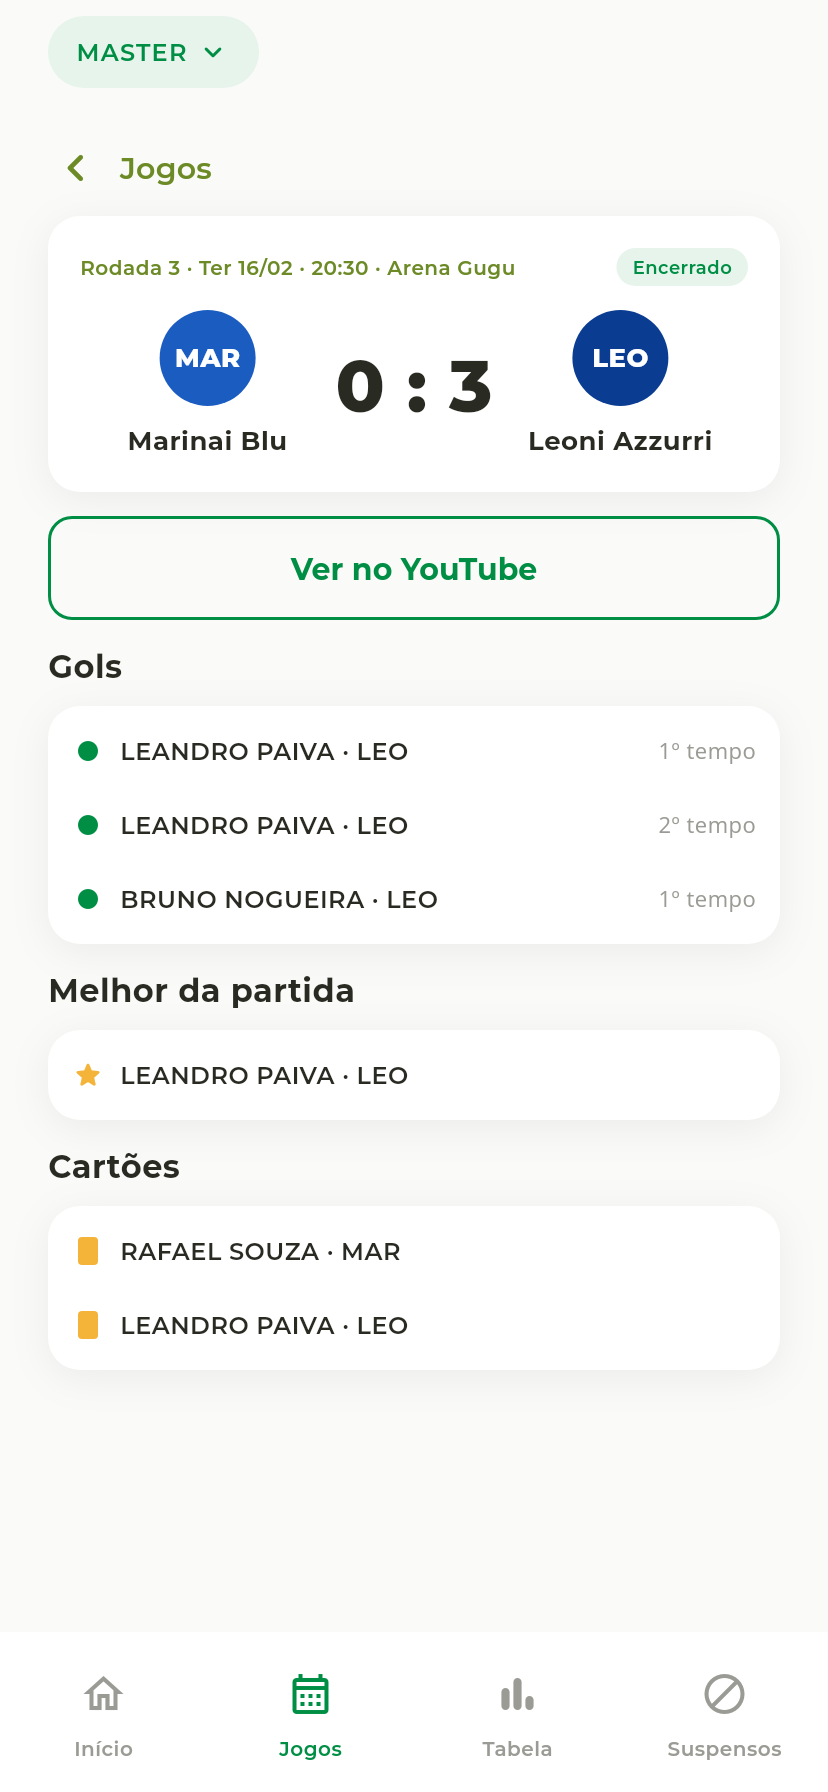 MASTER
Jogos
Rodada 3 · Ter 16/02 · 20:30 · Arena Gugu
Encerrado
MAR
0 : 3
LEO
Marinai Blu
Leoni Azzurri
Ver no YouTube
Gols
LEANDRO PAIVA · LEO 1º tempo
LEANDRO PAIVA · LEO 2º tempo
BRUNO NOGUEIRA · LEO 1º tempo
Melhor da partida
LEANDRO PAIVA · LEO
Cartões
RAFAEL SOUZA · MAR
LEANDRO PAIVA · LEO
Início
Jogos
Tabela
Suspensos